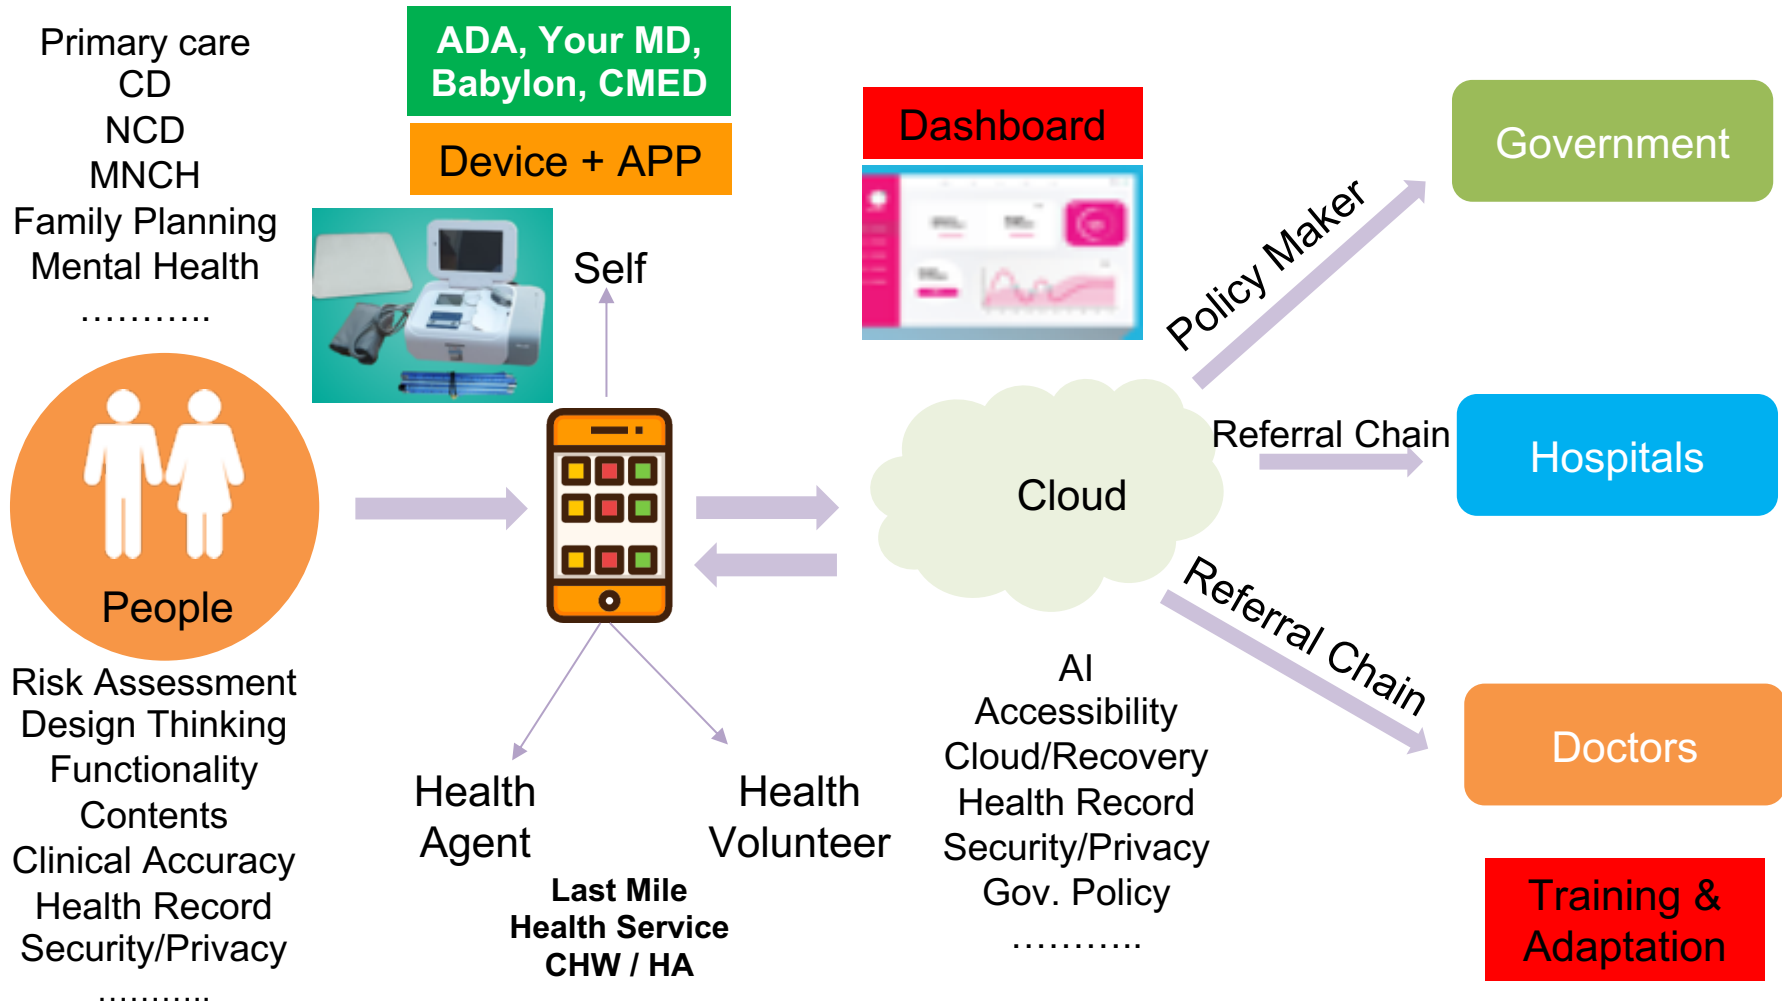 Primary care
CD
NCD
MNCH
Family Planning
Mental Health
………..
People
Risk Assessment
Design Thinking
Functionality
Contents
Clinical Accuracy
Health Record
Security/Privacy
………..
ADA, Your MD,
Babylon, CMED
Device + APP
Self
Health
Agent
Health
Volunteer
Last Mile
Health Service
CHW / HA
Dashboard
Cloud
AI
Accessibility
Cloud/Recovery
Health Record
Security/Privacy
Gov. Policy
………..
Policy Maker
Referral Chain
Referral Chain
Government
Hospitals
Doctors
Training &
Adaptation